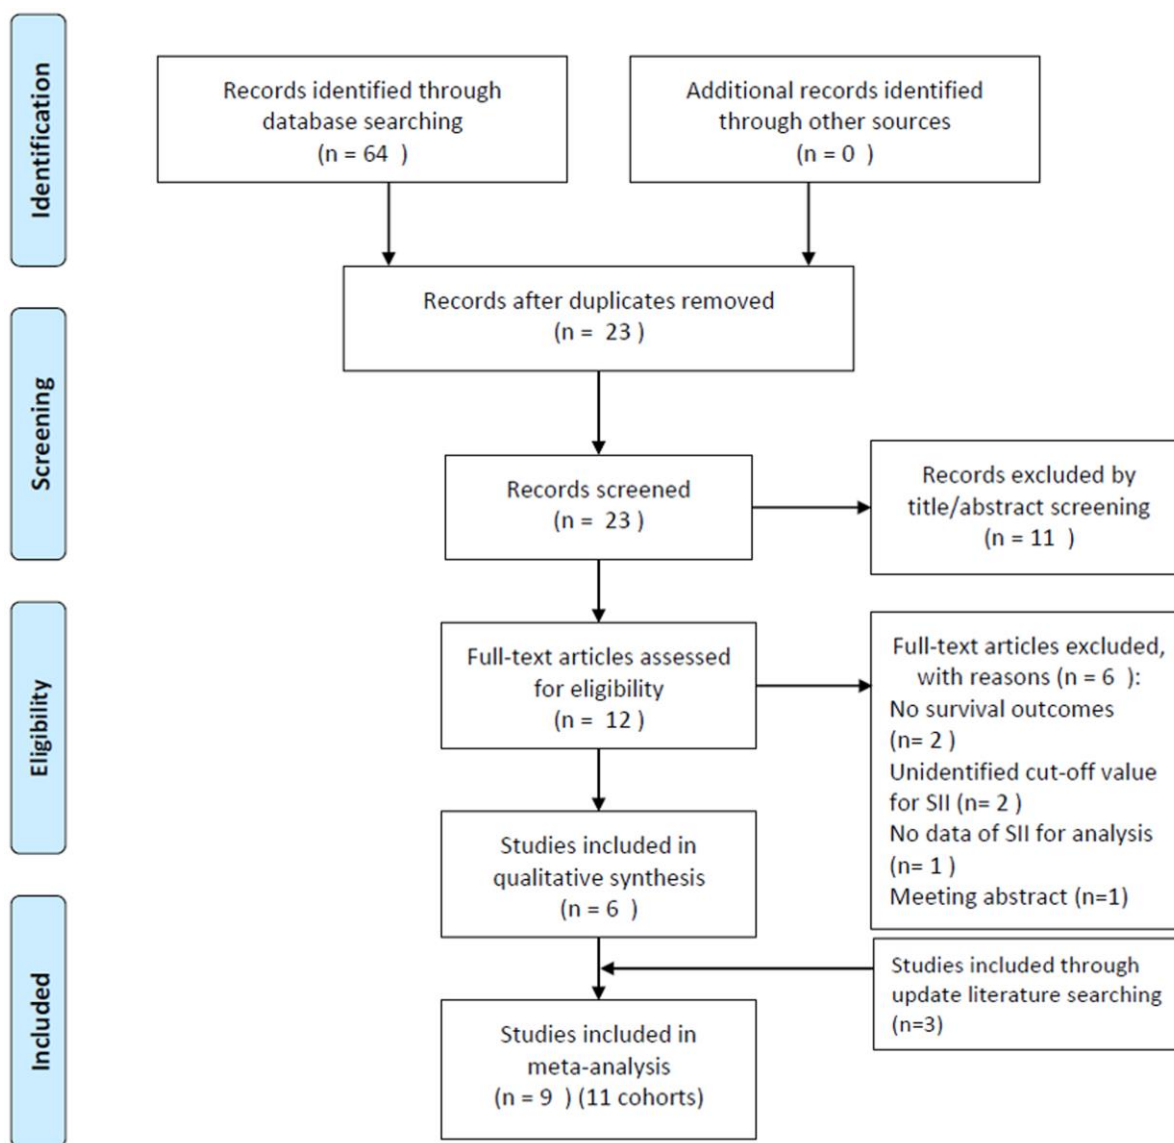 Identification
Records identified through
database searching
(n = 64 )
Additional records identified
through other sources
(n = 0 )
Records after duplicates removed
(n = 23 )
Screening
Records screened
(n = 23 )
Records excluded by
title/abstract screening
(n = 11 )
Eligibility
Full-text articles assessed
for eligibility
(n = 12 )
Full-text articles excluded,
with reasons (n = 6 ):
No survival outcomes
(n= 2 )
Unidentified cut-off value
for SII (n= 2 )
No data of SII for analysis
(n= 1 )
Meeting abstract (n=1)
Studies included in
qualitative synthesis
(n = 6 )
Included
Studies included through
update literature searching
(n=3)
Studies included in
meta-analysis
(n = 9 ) (11 cohorts)